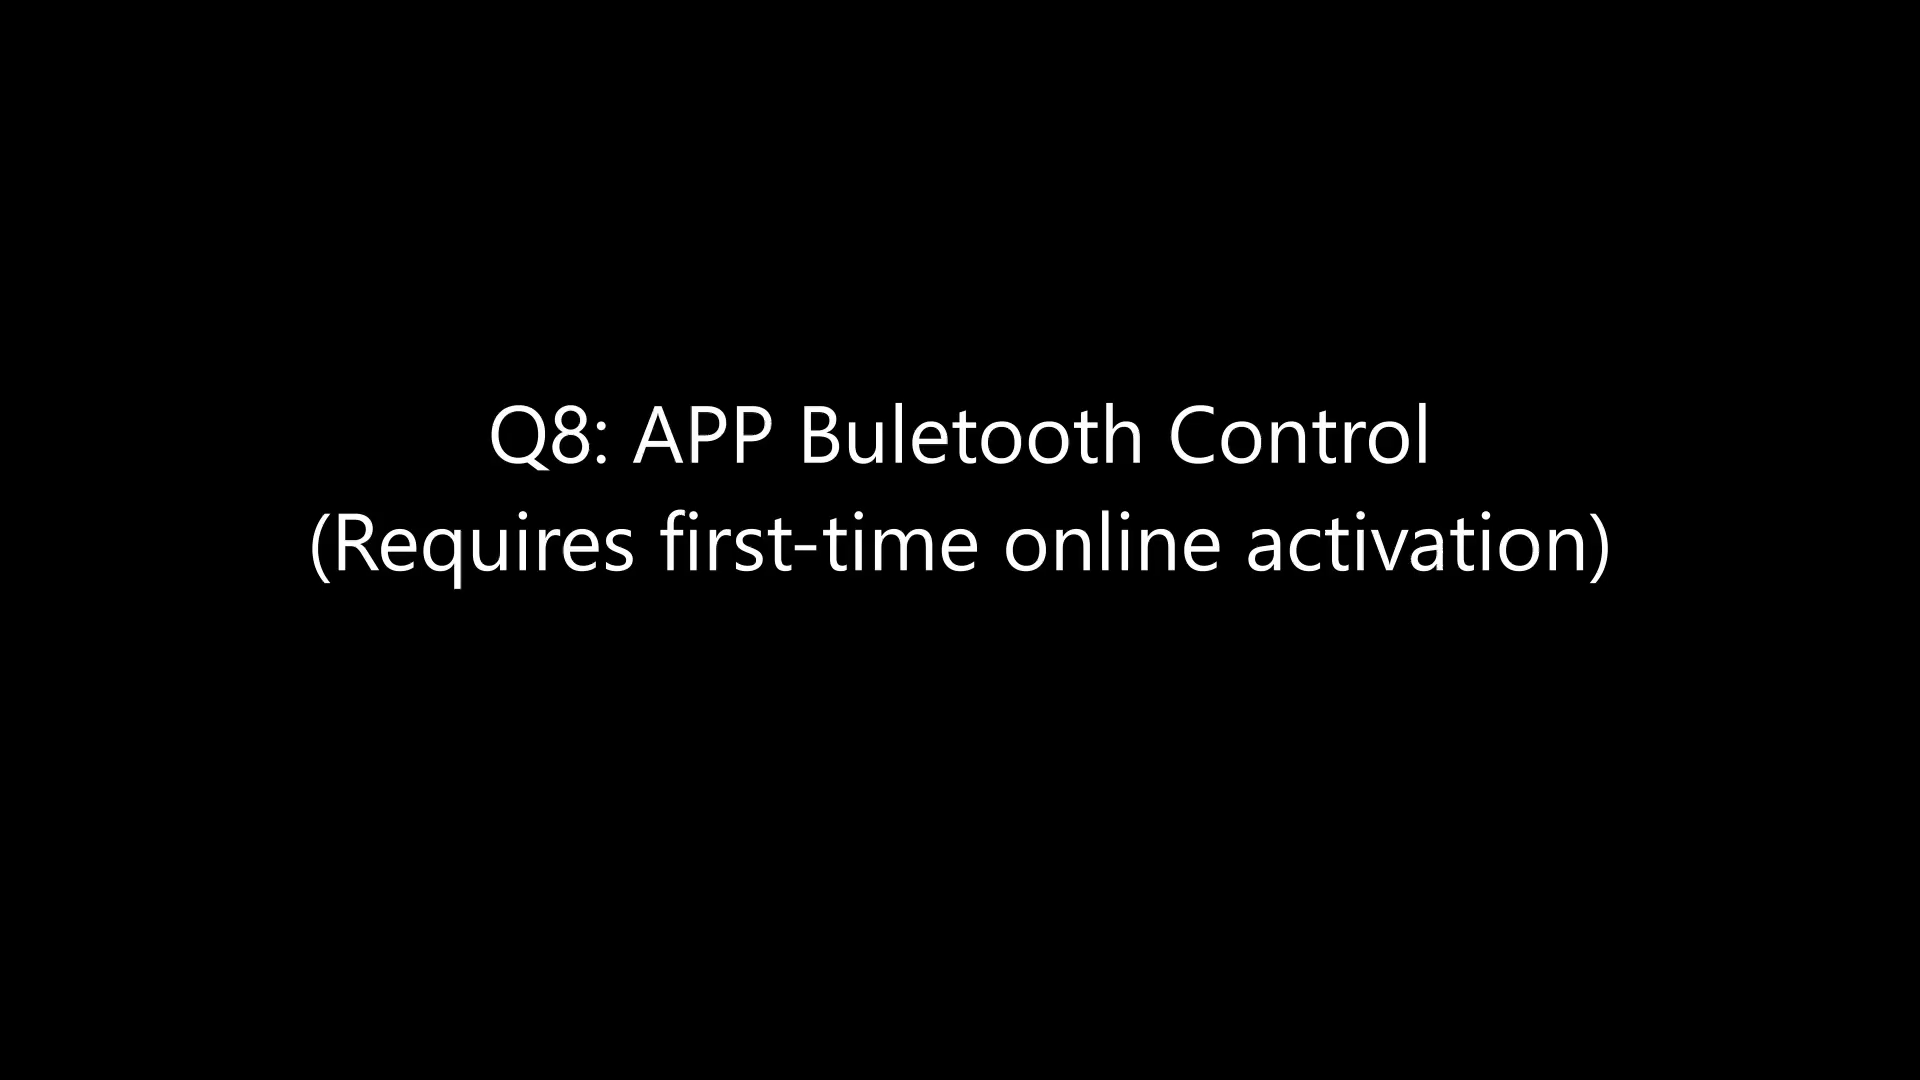 Q8: APP Buletooth Control
(Requires first-time online activation)